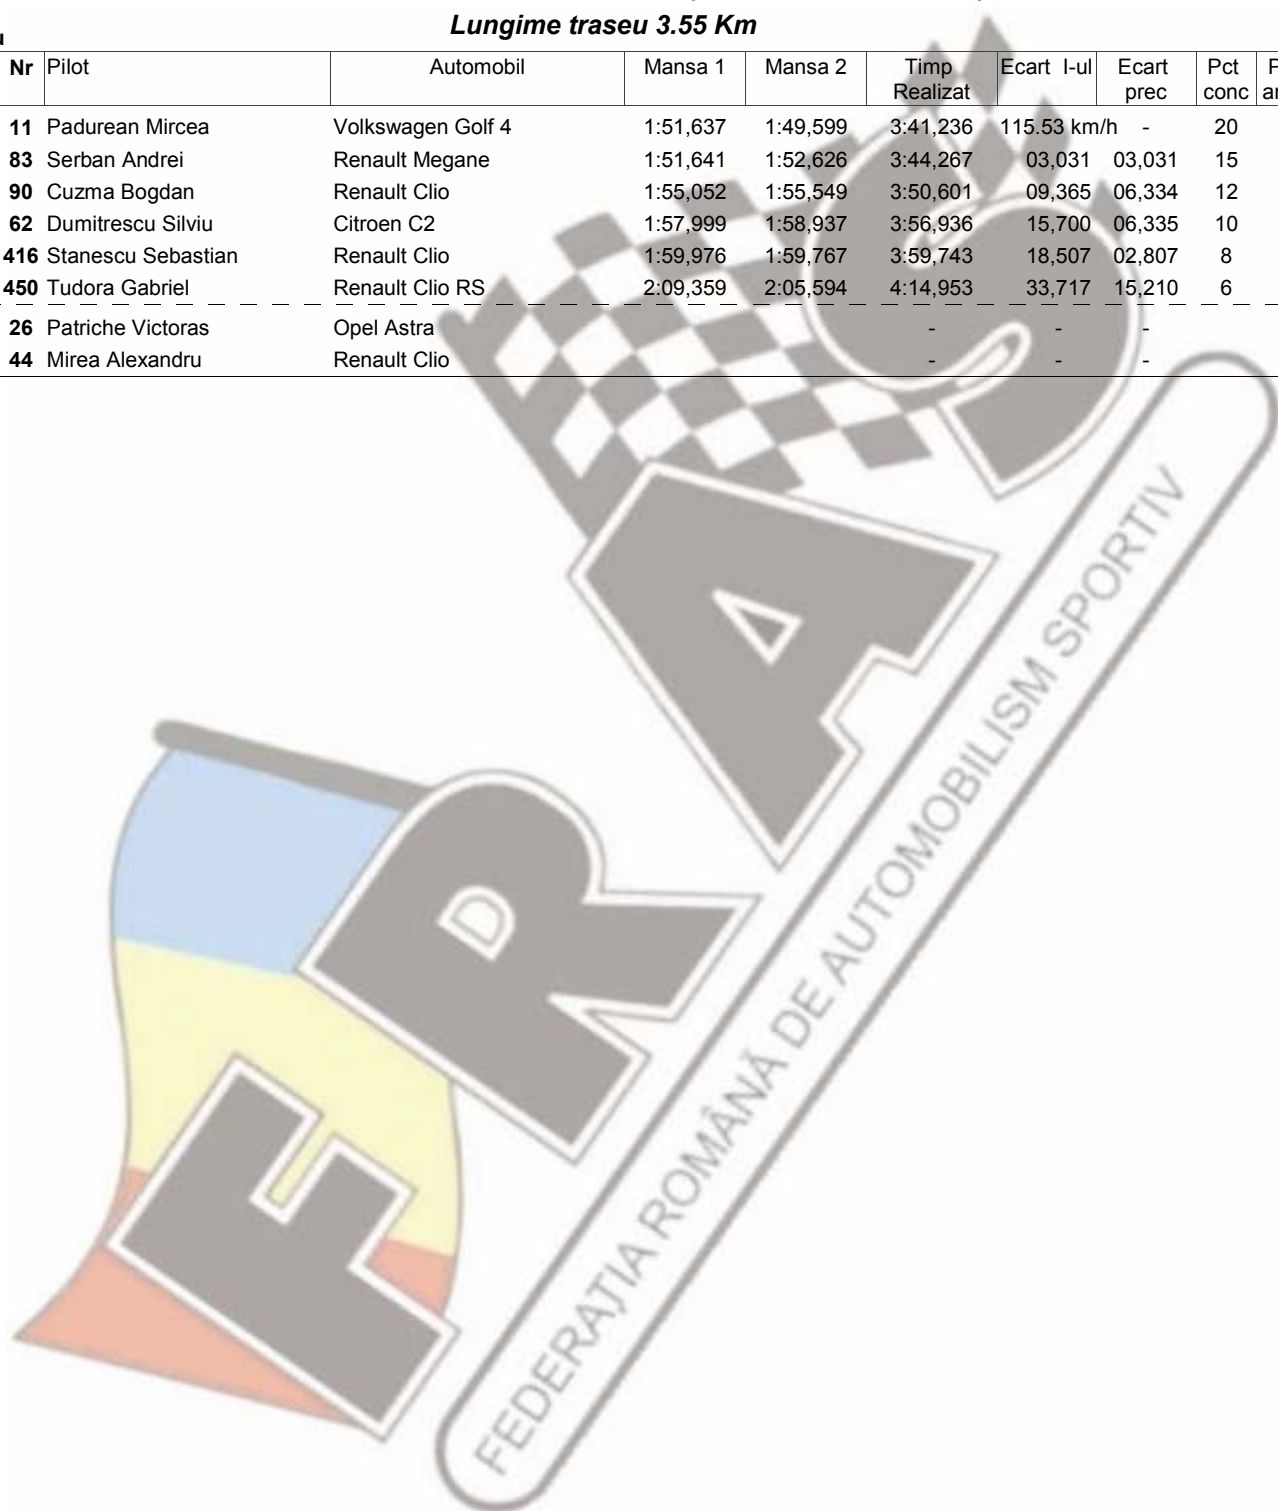 Lungime traseu 3.55 Km
Nr Pilot Automobil Mansa 1 Mansa 2 Timp Realizat Ecart I-ul Ecart prec Pct conc
11 Padurean Mircea Volkswagen Golf 4 1:51,637 1:49,599 3:41,236 115.53 km/h - 20
83 Serban Andrei Renault Megane 1:51,641 1:52,626 3:44,267 03,031 03,031 15
90 Cuzma Bogdan Renault Clio 1:55,052 1:55,549 3:50,601 09,365 06,334 12
62 Dumitrescu Silviu Citroen C2 1:57,999 1:58,937 3:56,936 15,700 06,335 10
416 Stanescu Sebastian Renault Clio 1:59,976 1:59,767 3:59,743 18,507 02,807 8
450 Tudora Gabriel Renault Clio RS 2:09,359 2:05,594 4:14,953 33,717 15,210 6
26 Patriche Victoras Opel Astra - - -
44 Mirea Alexandru Renault Clio - - -
FRAS
FEDERAŢIA ROMÂNĂ DE AUTOMOBILISM SPORTIV